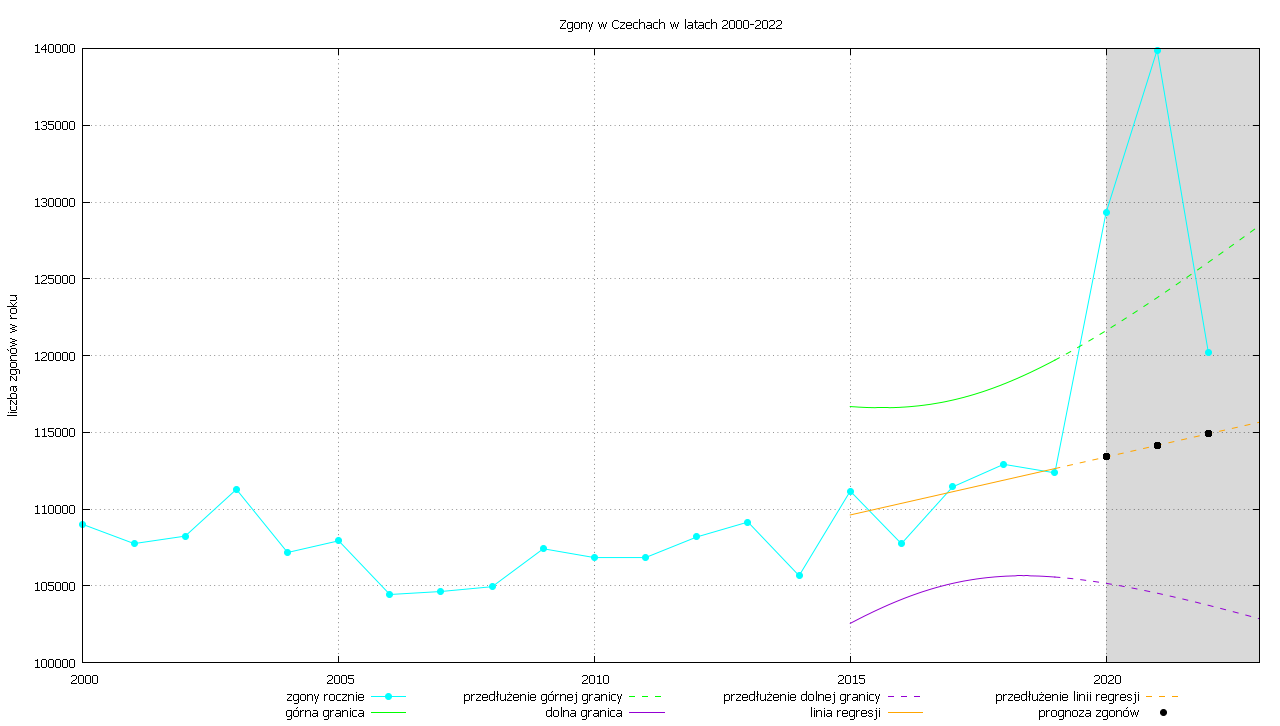 Zgony w Czechach w latach 2000-2022
140000
135000
130000
125000
120000
115000
110000
105000
100000
liczba zgonów w roku
2000 2005 2010 2015 2020
zgony rocznie przedłużenie górnej granicy przedłużenie dolnej granicy przedłużenie linii regresji
górna granica dolna granica linia regresji prognoza zgonów